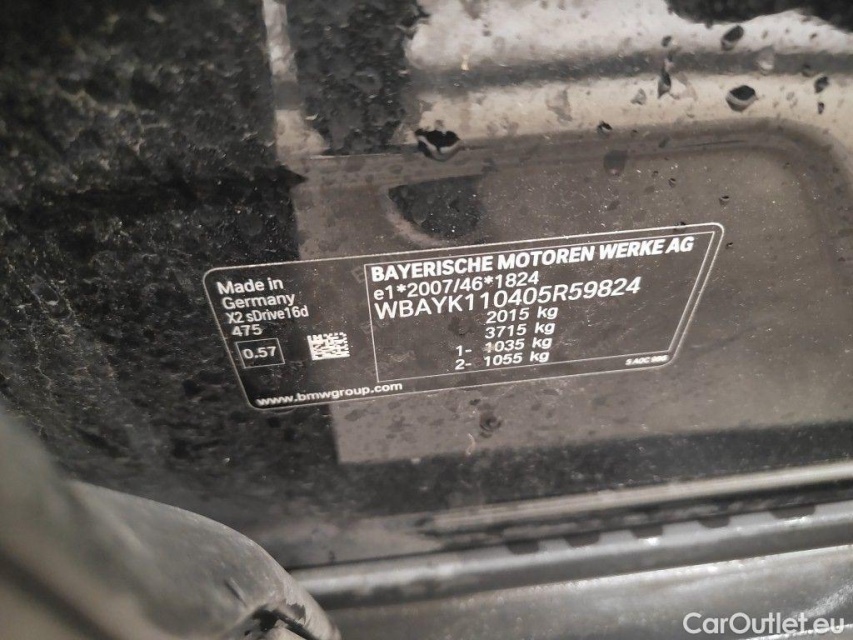 Made in
Germany
X2 sDrive16d
475
0.57
www.bmwgroup.com
BAYERISCHE MOTOREN WERKE AG
e1*2007/46*1824
WBAYK110405R59824
2015 kg
3715 kg
1- 1035 kg
2- 1055 kg
CarOutlet.eu